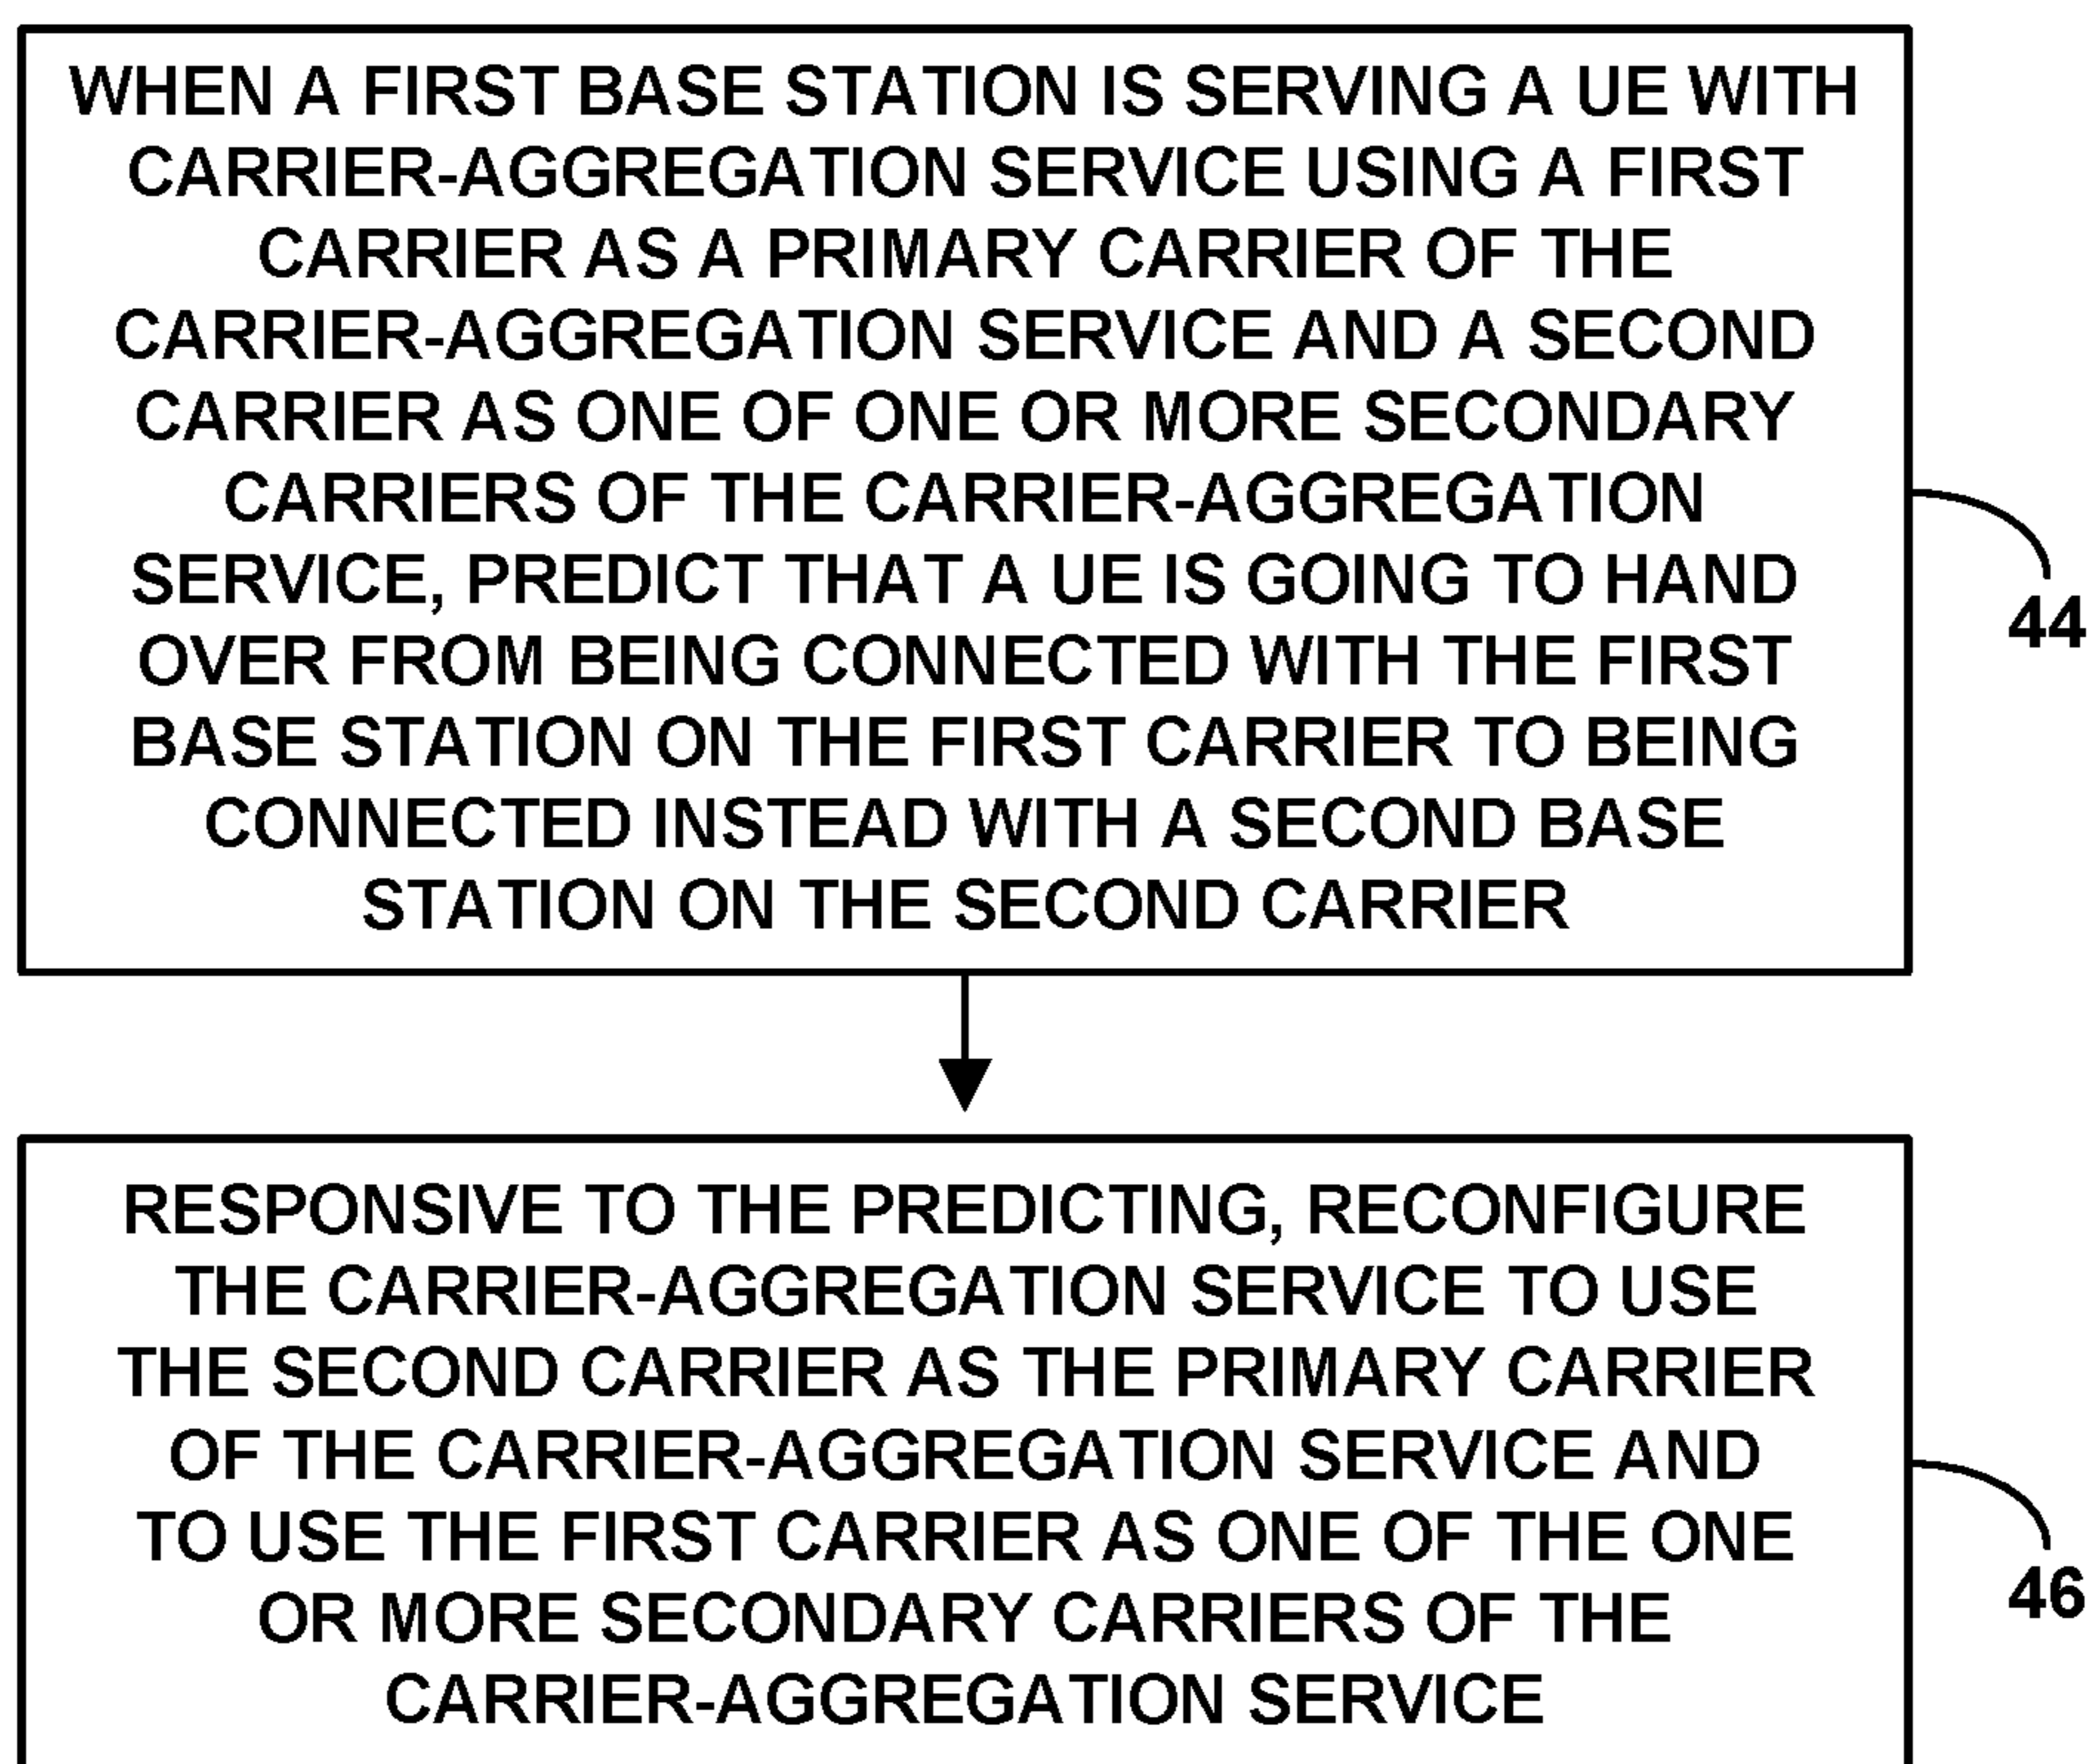 WHEN A FIRST BASE STATION IS SERVING A UE WITH
CARRIER-AGGREGATION SERVICE USING A FIRST
CARRIER AS A PRIMARY CARRIER OF THE
CARRIER-AGGREGATION SERVICE AND A SECOND
CARRIER AS ONE OF ONE OR MORE SECONDARY
CARRIERS OF THE CARRIER-AGGREGATION
SERVICE, PREDICT THAT A UE IS GOING TO HAND
OVER FROM BEING CONNECTED WITH THE FIRST
BASE STATION ON THE FIRST CARRIER TO BEING
CONNECTED INSTEAD WITH A SECOND BASE
STATION ON THE SECOND CARRIER
44
RESPONSIVE TO THE PREDICTING, RECONFIGURE
THE CARRIER-AGGREGATION SERVICE TO USE
THE SECOND CARRIER AS THE PRIMARY CARRIER
OF THE CARRIER-AGGREGATION SERVICE AND
TO USE THE FIRST CARRIER AS ONE OF THE ONE
OR MORE SECONDARY CARRIERS OF THE
CARRIER-AGGREGATION SERVICE
46